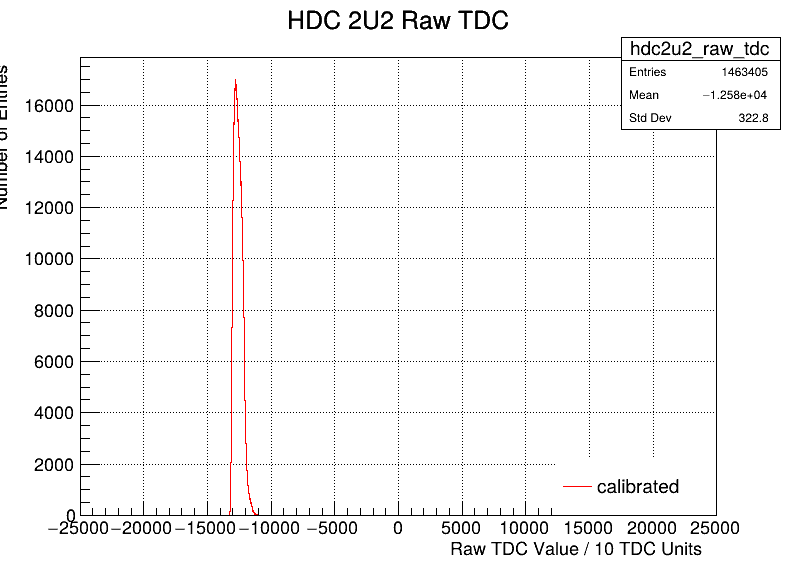 HDC 2U2 Raw TDC
hdc2u2_raw_tdc
Entries 1463405
Mean −1.258e+04
Std Dev 322.8
Number of Entries
16000
14000
12000
10000
8000
6000
4000
2000
0
calibrated
−25000 −20000 −15000 −10000 −5000 0 5000 10000 15000 20000 25000
Raw TDC Value / 10 TDC Units